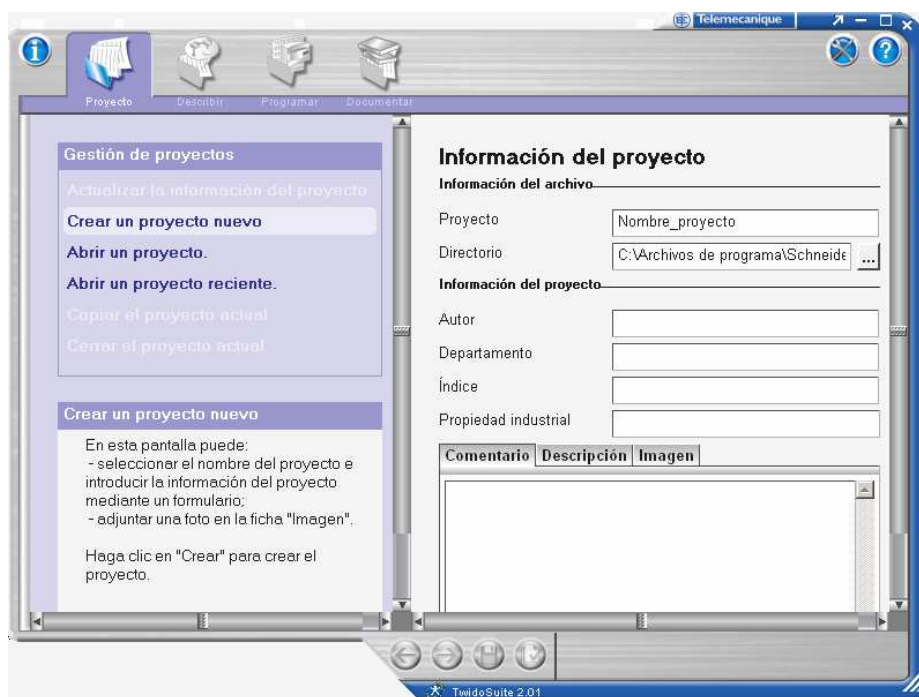 Telemecanique
Proyecto
Describir
Programar
Documentar
Gestión de proyectos
Actualizar la información del proyecto
Crear un proyecto nuevo
Abrir un proyecto.
Abrir un proyecto reciente.
Copiar el proyecto actual
Cerrar el proyecto actual
Crear un proyecto nuevo
En esta pantalla puede:
- seleccionar el nombre del proyecto e
introducir la información del proyecto
mediante un formulario;
- adjuntar una foto en la ficha "Imagen".
Haga clic en "Crear" para crear el
proyecto.
Información del proyecto
Información del archivo
Proyecto
Nombre_proyecto
Directorio
C:\Archivos de programa\Schneide
...
Información del proyecto
Autor
Departamento
Índice
Propiedad industrial
Comentario
Descripción
Imagen
TwidoSuite 2.01